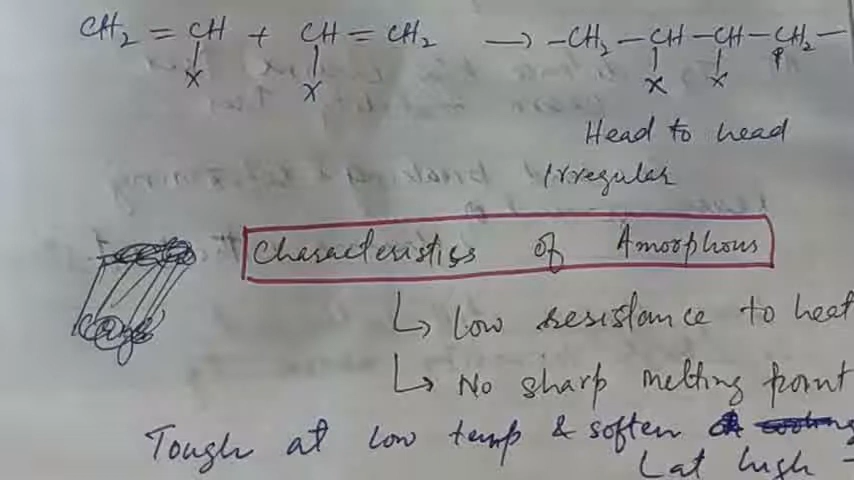 CH₂ = CH + CH = CH₂ → -CH₂ - CH - CH - CH₂ -
X X X X
Head to head
Irregular
Characteristics of Amorphous
↳ Low resistance to heat
↳ No sharp melting point
Tough at low temp & soften
at high